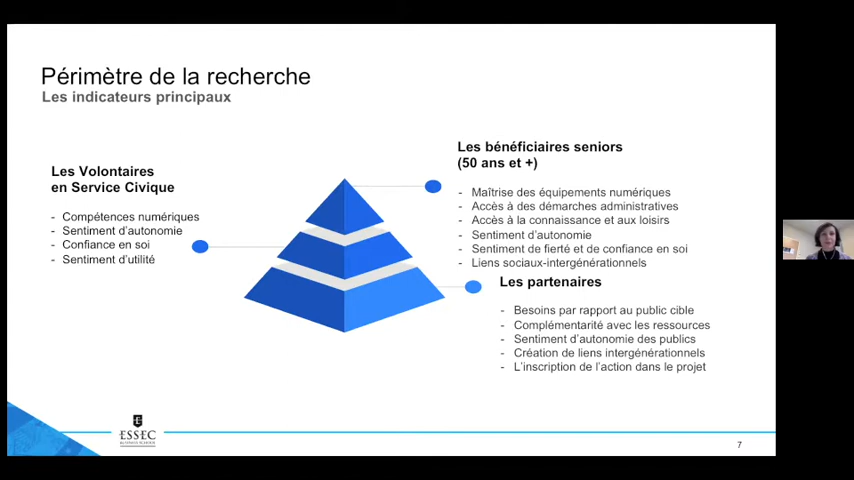 Périmètre de la recherche
Les indicateurs principaux
Les Volontaires
en Service Civique
- Compétences numériques
- Sentiment d'autonomie
- Confiance en soi
- Sentiment d'utilité
Les bénéficiaires seniors
(50 ans et +)
- Maîtrise des équipements numériques
- Accès à des démarches administratives
- Accès à la connaissance et aux loisirs
- Sentiment d'autonomie
- Sentiment de fierté et de confiance en soi
- Liens sociaux-intergénérationnels
Les partenaires
- Besoins par rapport au public cible
- Complémentarité avec les ressources
- Sentiment d'autonomie des publics
- Création de liens intergénérationnels
- L'inscription de l'action dans le projet
ESSEC
7